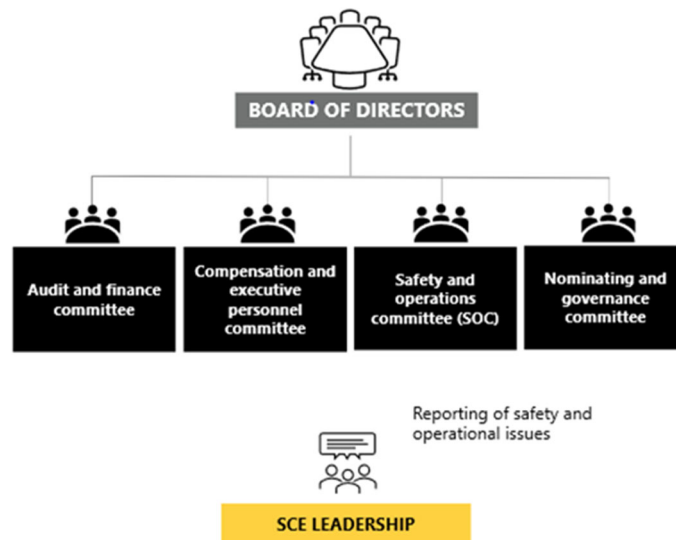 BOARD OF DIRECTORS
Audit and finance
committee
Compensation and
executive
personnel
committee
Safety and
operations
committee (SOC)
Nominating and
governance
committee
Reporting of safety and
operational issues
SCE LEADERSHIP